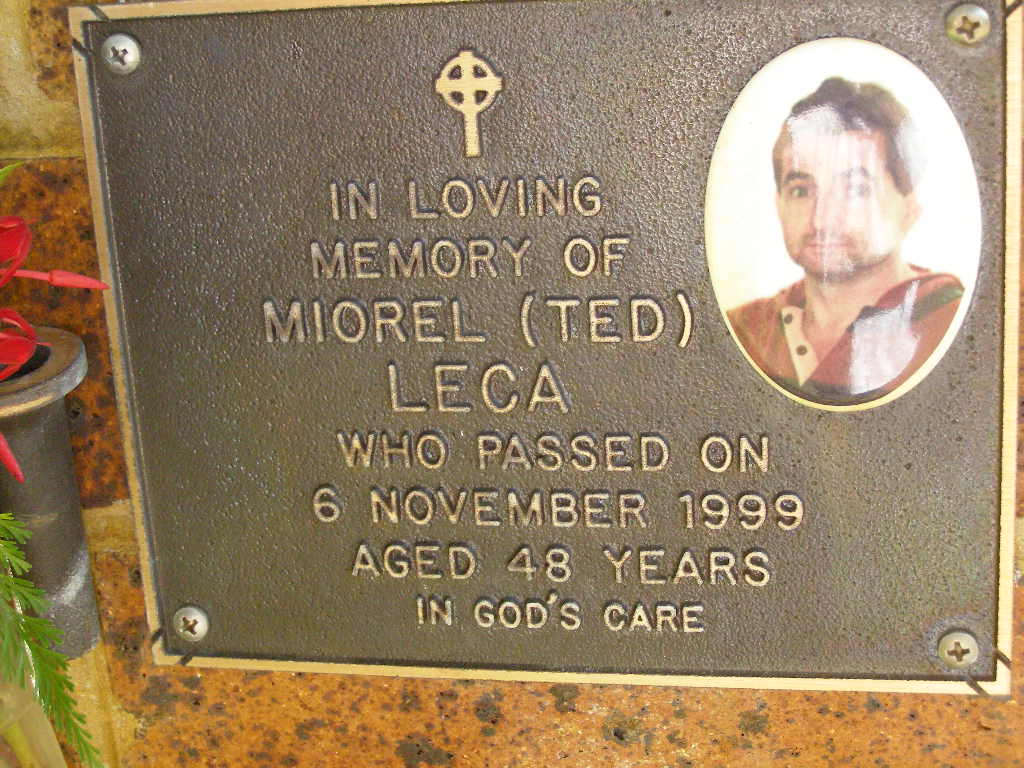 IN LOVING
MEMORY OF
MIOREL (TED)
LECA
WHO PASSED ON
6 NOVEMBER 1999
AGED 48 YEARS
IN GOD'S CARE